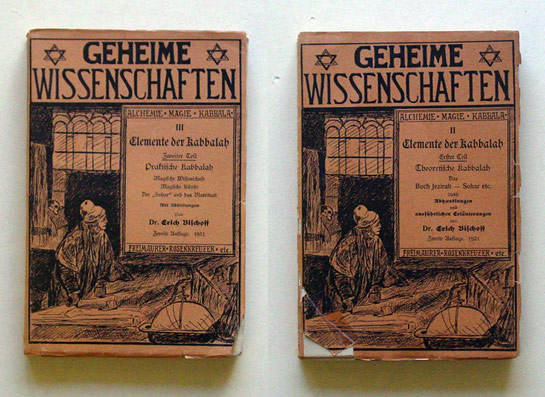 GEHEIME
WISSENSCHAFTEN
ALCHEMIE • MAGIE • KABBALA •
III
Elemente der Kabbalah
Zweiter Teil
Praktische Kabbalah
Magische Wissenschaft
Magische Künste
Der „Sohar“ und das Blutritual
Mit Abbildungen
Von
Dr. Erich Bischoff
Zweite Auflage. 1921
FREIMAURER • ROSENKREUZER • etc.
GEHEIME
WISSENSCHAFTEN
ALCHEMIE • MAGIE • KABBALA •
II
Elemente der Kabbalah
Erster Teil
Theoretische Kabbalah
Das
Buch Jezirah — Sohar etc.
Nebst
Abhandlungen
und
ausführlichen Erläuterungen
von
Dr. Erich Bischoff
Zweite Auflage. 1921
FREIMAURER • ROSENKREUZER • etc.